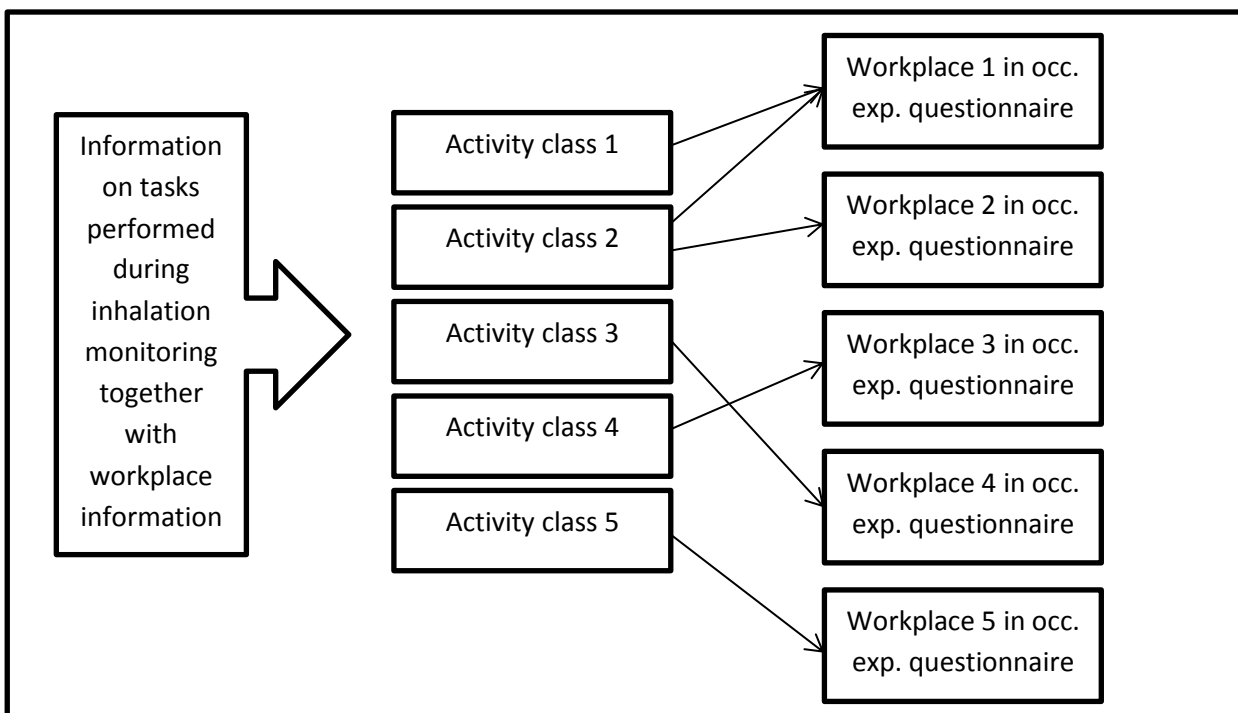 Information
on tasks
performed
during
inhalation
monitoring
together
with
workplace
information
Activity class 1
Activity class 2
Activity class 3
Activity class 4
Activity class 5
Workplace 1 in occ.
exp. questionnaire
Workplace 2 in occ.
exp. questionnaire
Workplace 3 in occ.
exp. questionnaire
Workplace 4 in occ.
exp. questionnaire
Workplace 5 in occ.
exp. questionnaire